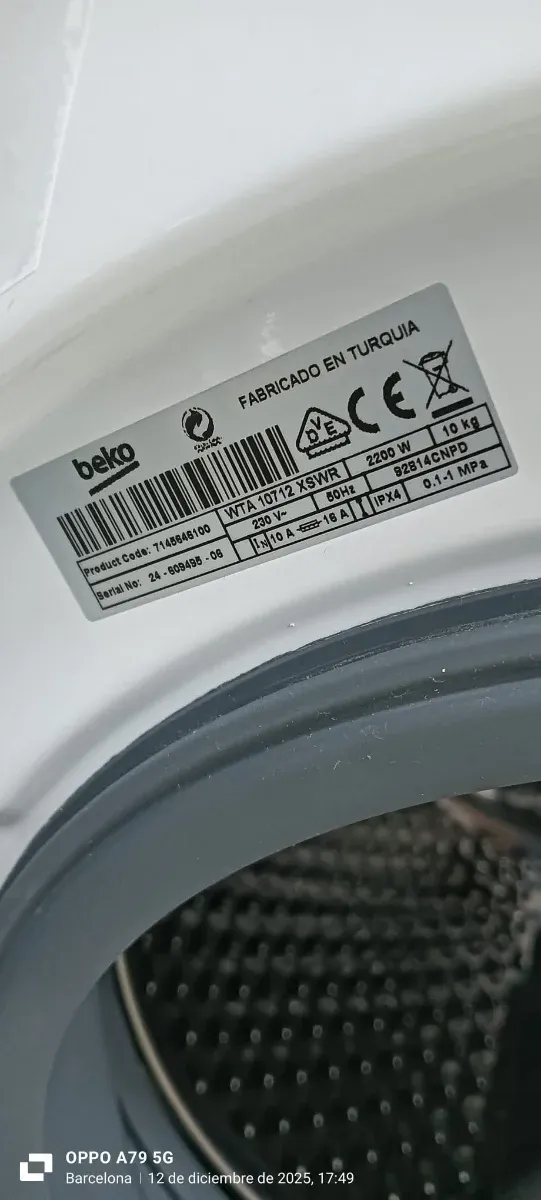 FABRICADO EN TURQUIA
beko
DVE
CE
Product Code: 7145646100
WTA 10712 XSWR
2200 W
10 kg
Serial No: 24 - 609495 - 06
230 V~
50Hz
92814CNPD
10 A
16 A
IPX4
0.1-1 MPa
OPPO A79 5G
Barcelona | 12 de diciembre de 2025, 17:49